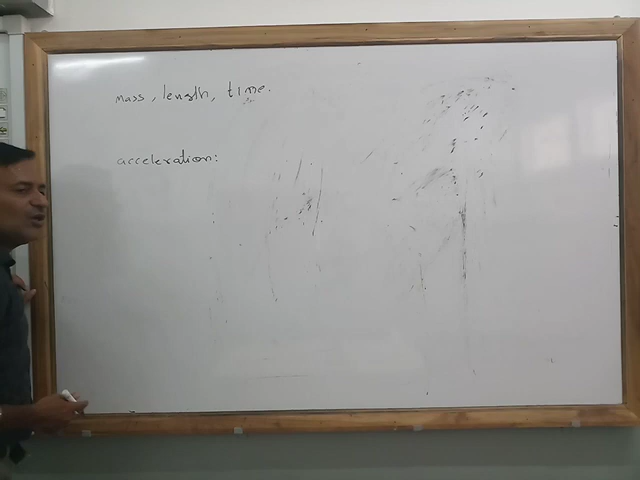 mass, length, time.
acceleration: